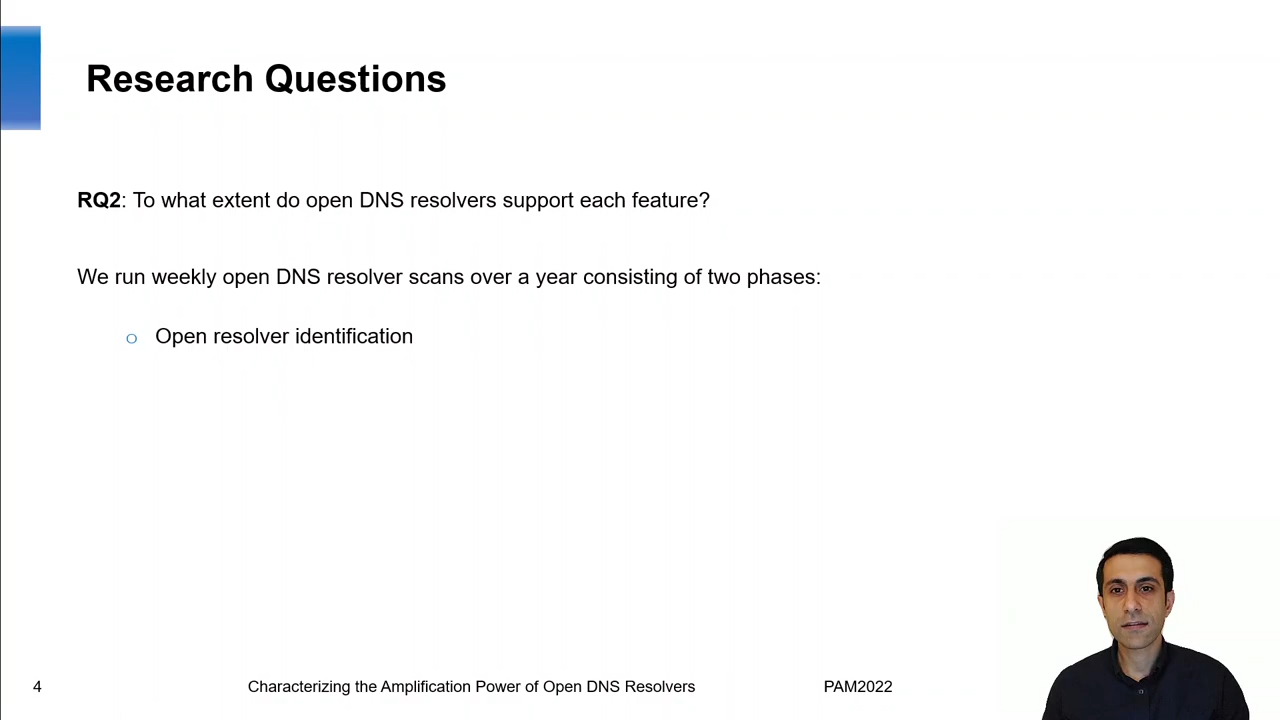 Research Questions
RQ2: To what extent do open DNS resolvers support each feature?
We run weekly open DNS resolver scans over a year consisting of two phases:
o Open resolver identification
4 Characterizing the Amplification Power of Open DNS Resolvers PAM2022